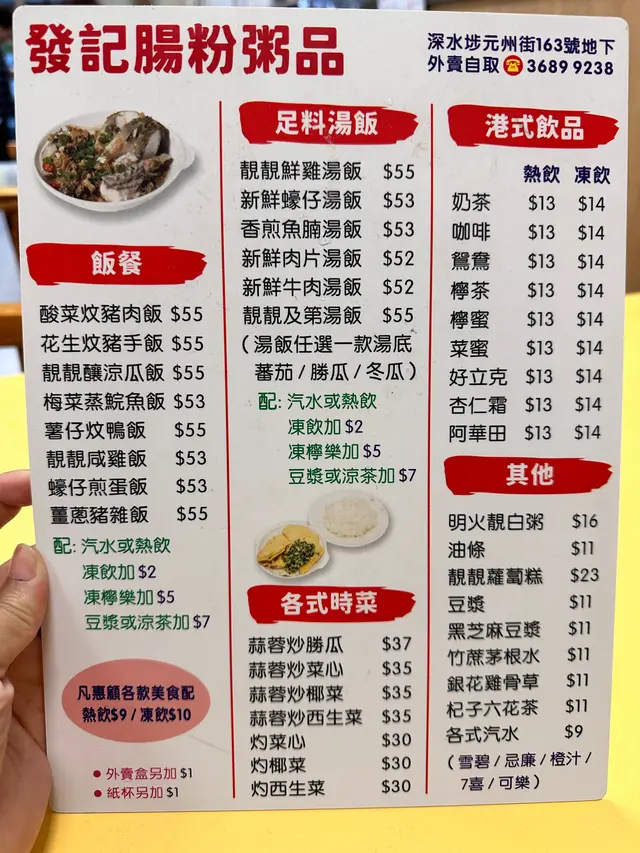 發記腸粉粥品
深水埗元州街163號地下
外賣自取 3689 9238
飯餐
酸菜炆豬肉飯 $55
花生炆豬手飯 $55
靚靚釀涼瓜飯 $55
梅菜蒸鯇魚飯 $53
薯仔炆鴨飯 $55
靚靚咸雞飯 $53
蠔仔煎蛋飯 $53
薑蔥豬雜飯 $55
配: 汽水或熱飲
凍飲加 $2
凍檸樂加 $5
豆漿或涼茶加 $7
凡惠顧各款美食配
熱飲$9 / 凍飲$10
• 外賣盒另加 $1
• 紙杯另加 $1
足料湯飯
靚靚鮮雞湯飯 $55
新鮮蠔仔湯飯 $53
香煎魚腩湯飯 $53
新鮮肉片湯飯 $52
新鮮牛肉湯飯 $52
靚靚及第湯飯 $55
（湯飯任選一款湯底
蕃茄 / 勝瓜 / 冬瓜）
配: 汽水或熱飲
凍飲加 $2
凍檸樂加 $5
豆漿或涼茶加 $7
各式時菜
蒜蓉炒勝瓜 $37
蒜蓉炒菜心 $35
蒜蓉炒椰菜 $35
蒜蓉炒西生菜 $35
灼菜心 $30
灼椰菜 $30
灼西生菜 $30
港式飲品
熱飲 凍飲
奶茶 $13 $14
咖啡 $13 $14
鴛鴦 $13 $14
檸茶 $13 $14
檸蜜 $13 $14
菜蜜 $13 $14
好立克 $13 $14
杏仁霜 $13 $14
阿華田 $13 $14
其他
明火靚白粥 $16
油條 $11
靚靚蘿蔔糕 $23
豆漿 $11
黑芝麻豆漿 $11
竹蔗茅根水 $11
銀花雞骨草 $11
杞子六花茶 $11
各式汽水 $9
（雪碧 / 忌廉 / 橙汁 /
7喜 / 可樂）